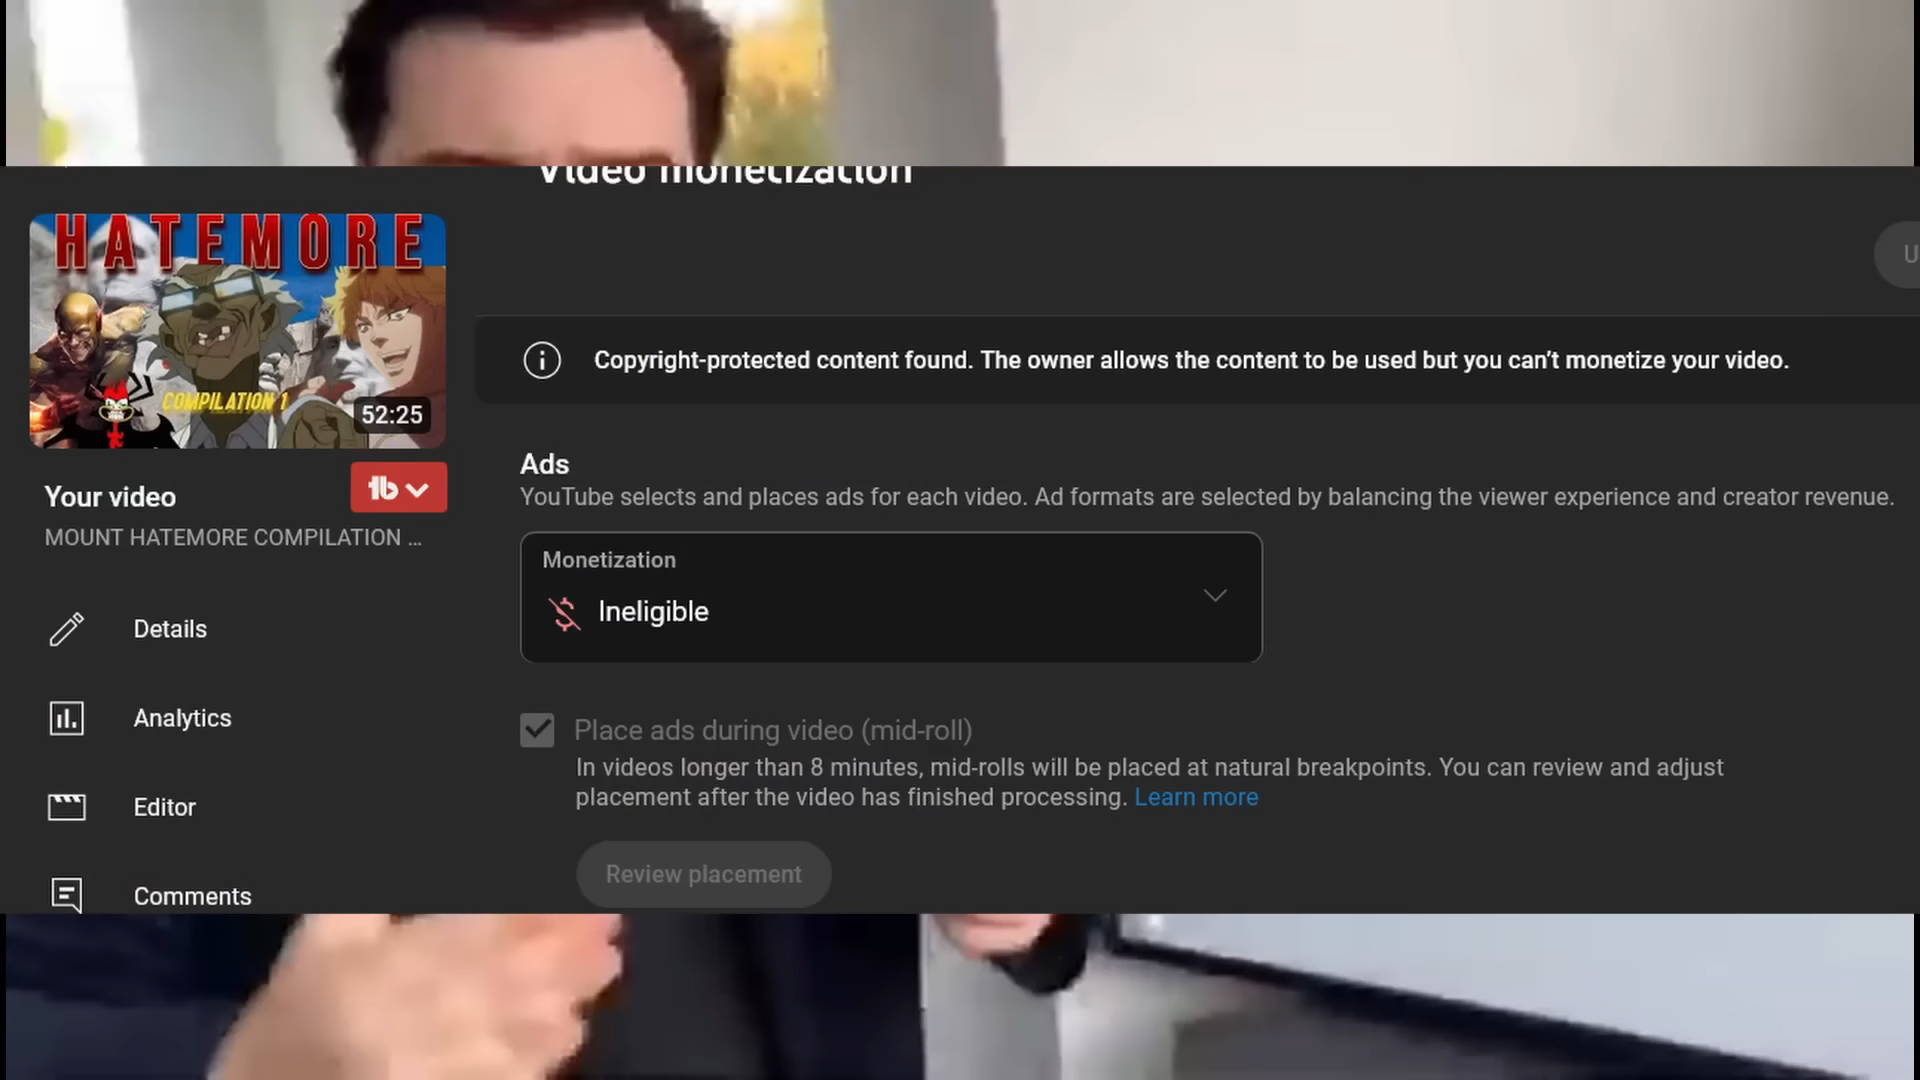 Video monetization
HATEMORE
COMPILATION 1
52:25
U
Copyright-protected content found. The owner allows the content to be used but you can't monetize your video.
Your video
tb
MOUNT HATEMORE COMPILATION ...
Ads
YouTube selects and places ads for each video. Ad formats are selected by balancing the viewer experience and creator revenue.
Monetization
Ineligible
Details
Analytics
Editor
Comments
Place ads during video (mid-roll)
In videos longer than 8 minutes, mid-rolls will be placed at natural breakpoints. You can review and adjust
placement after the video has finished processing. Learn more
Review placement